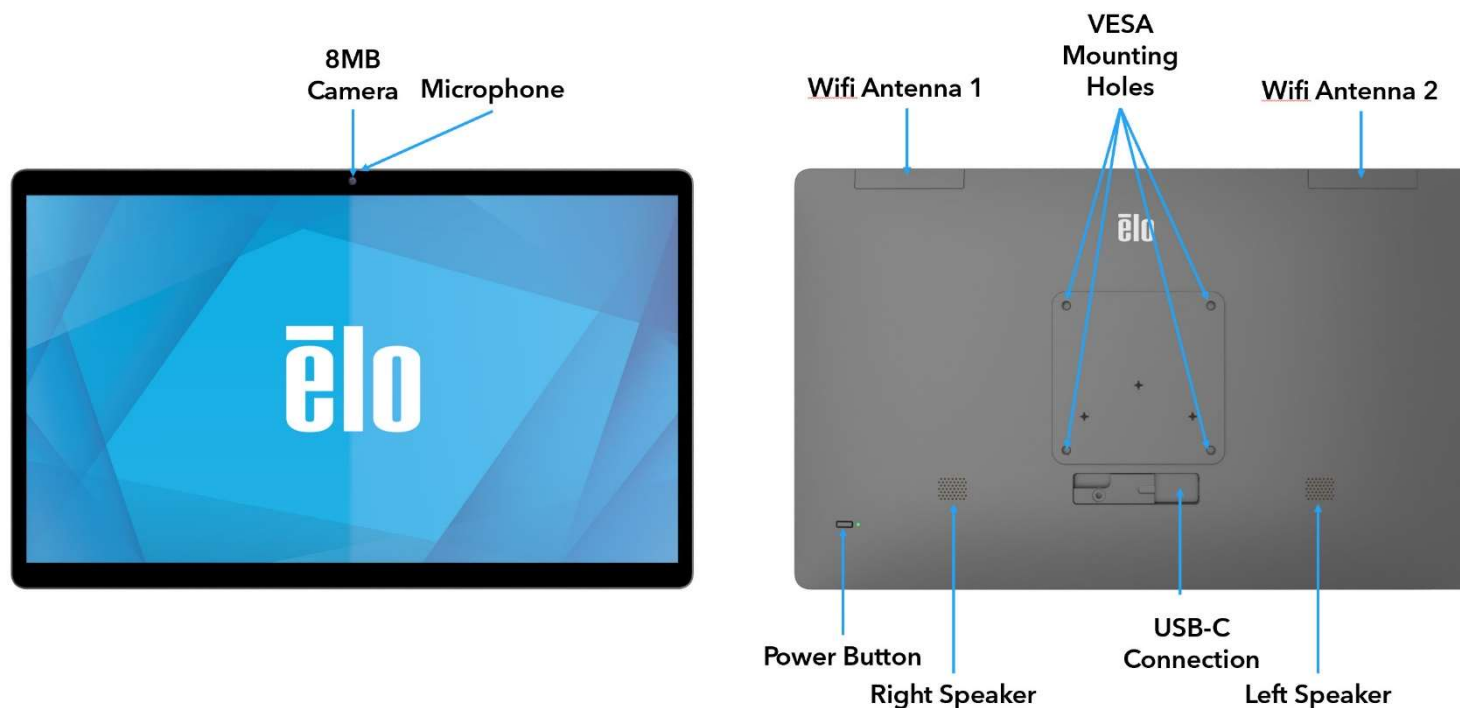 8MB
Camera
Microphone
ēlo
Wifi Antenna 1
VESA
Mounting
Holes
Wifi Antenna 2
ēlo
Power Button
Right Speaker
USB-C
Connection
Left Speaker